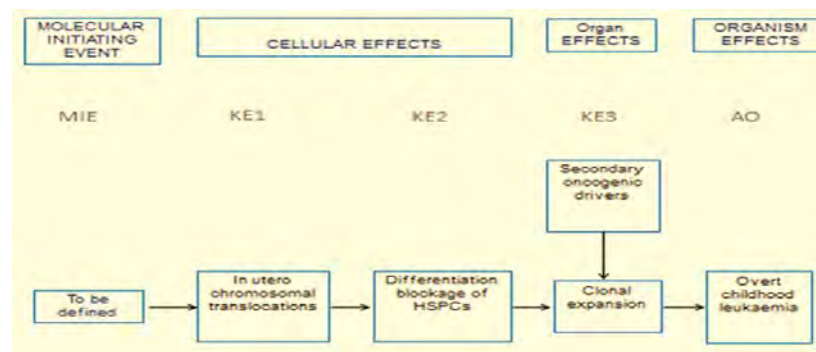 MOLECULAR
INITIATING
EVENT
CELLULAR EFFECTS
Organ
EFFECTS
ORGANISM
EFFECTS
MIE
KE1
KE2
KE3
AO
Secondary
oncogenic
drivers
To be
defined
In utero
chromosomal
translocations
Differentiation
blockage of
HSPCs
Clonal
expansion
Overt
childhood
leukaemia